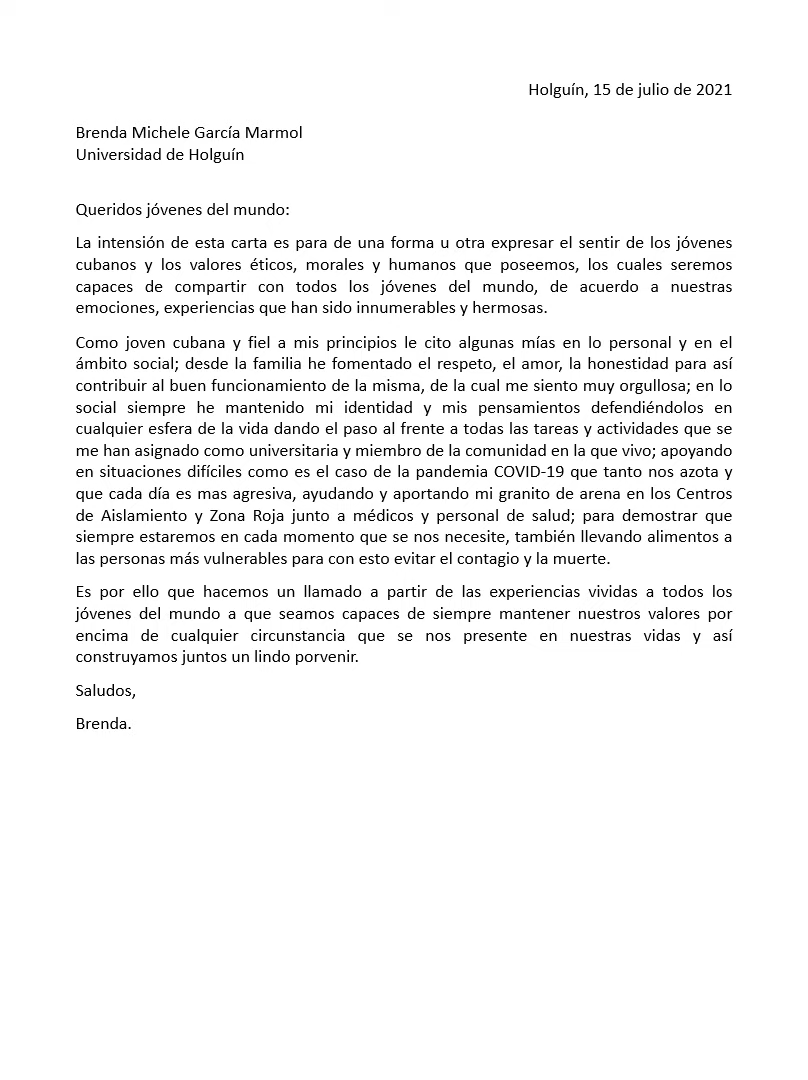 Holguín, 15 de julio de 2021
Brenda Michele García Marmol
Universidad de Holguín
Queridos jóvenes del mundo:
La intensión de esta carta es para de una forma u otra expresar el sentir de los jóvenes
cubanos y los valores éticos, morales y humanos que poseemos, los cuales seremos
capaces de compartir con todos los jóvenes del mundo, de acuerdo a nuestras
emociones, experiencias que han sido innumerables y hermosas.
Como joven cubana y fiel a mis principios le cito algunas mías en lo personal y en el
ámbito social; desde la familia he fomentado el respeto, el amor, la honestidad para así
contribuir al buen funcionamiento de la misma, de la cual me siento muy orgullosa; en lo
social siempre he mantenido mi identidad y mis pensamientos defendiéndolos en
cualquier esfera de la vida dando el paso al frente a todas las tareas y actividades que se
me han asignado como universitaria y miembro de la comunidad en la que vivo; apoyando
en situaciones difíciles como es el caso de la pandemia COVID-19 que tanto nos azota y
que cada día es mas agresiva, ayudando y aportando mi granito de arena en los Centros
de Aislamiento y Zona Roja junto a médicos y personal de salud; para demostrar que
siempre estaremos en cada momento que se nos necesite, también llevando alimentos a
las personas más vulnerables para con esto evitar el contagio y la muerte.
Es por ello que hacemos un llamado a partir de las experiencias vividas a todos los
jóvenes del mundo a que seamos capaces de siempre mantener nuestros valores por
encima de cualquier circunstancia que se nos presente en nuestras vidas y así
construyamos juntos un lindo porvenir.
Saludos,
Brenda.